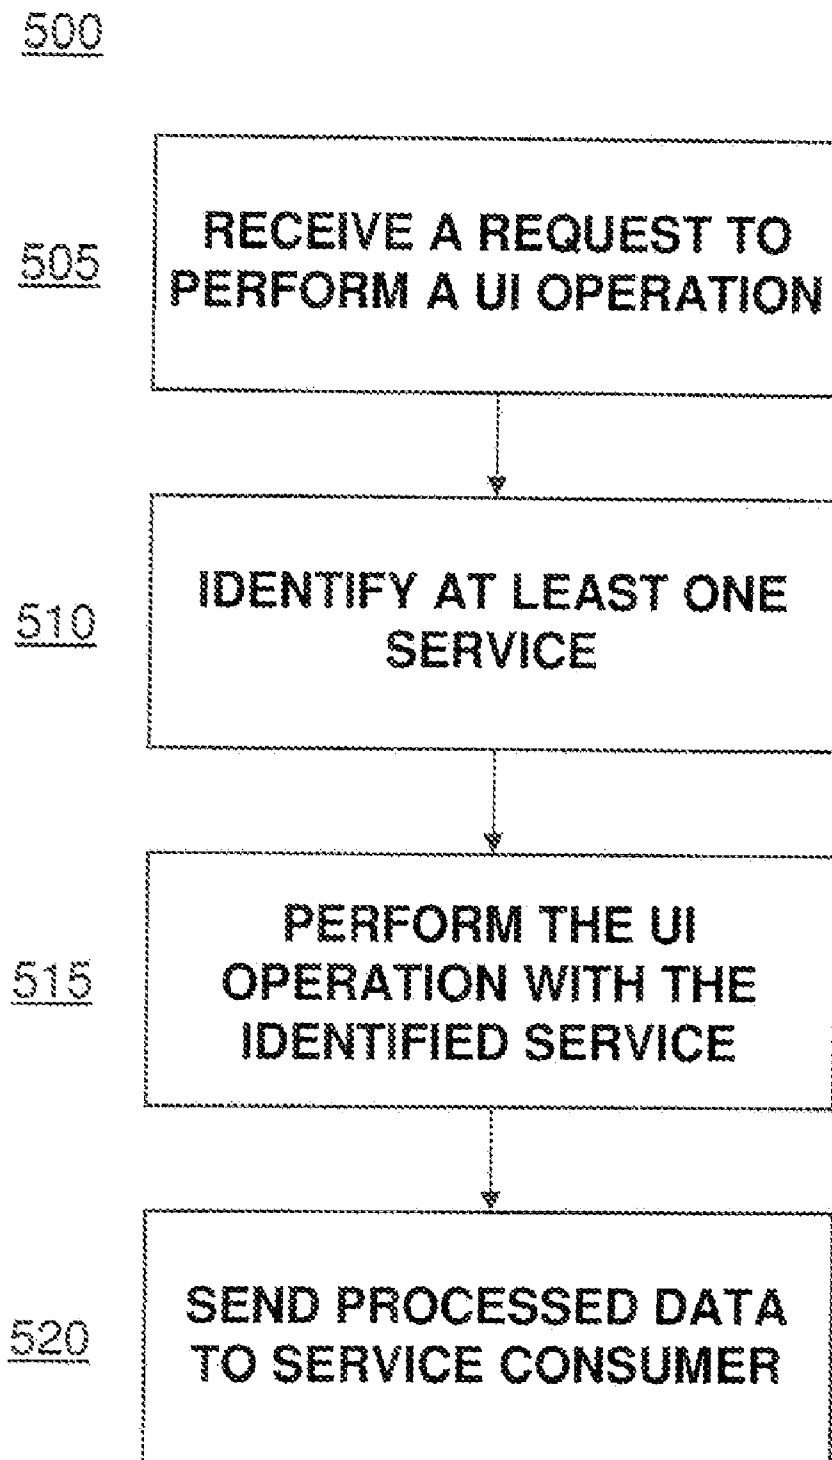 500
505
RECEIVE A REQUEST TO
PERFORM A UI OPERATION
510
IDENTIFY AT LEAST ONE
SERVICE
515
PERFORM THE UI
OPERATION WITH THE
IDENTIFIED SERVICE
520
SEND PROCESSED DATA
TO SERVICE CONSUMER